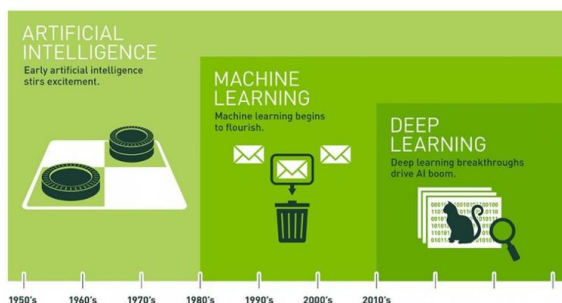 ARTIFICIAL
INTELLIGENCE
Early artificial intelligence
stirs excitement.
MACHINE
LEARNING
Machine learning begins
to flourish.
DEEP
LEARNING
Deep learning breakthroughs
drive AI boom.
1950's 1960's 1970's 1980's 1990's 2000's 2010's